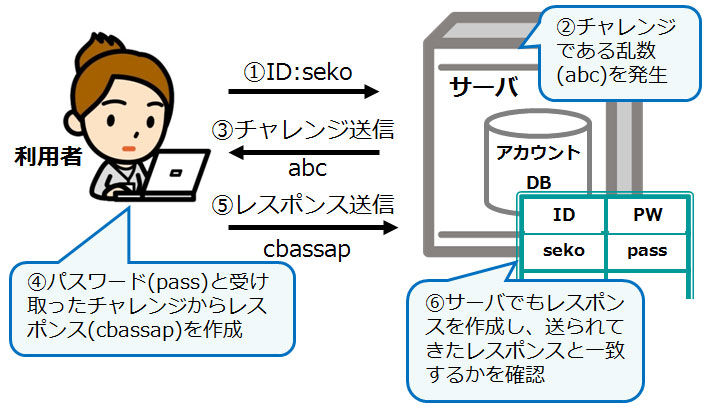 ①ID:seko
②チャレンジ
である乱数
(abc)を発生
サーバ
③チャレンジ送信
abc
利用者
アカウント
DB
⑤レスポンス送信
cbassap
ID PW
seko pass
④パスワード(pass)と受け
取ったチャレンジからレス
ポンス(cbassap)を作成
⑥サーバでもレスポン
スを作成し、送られて
きたレスポンスと一致
するかを確認